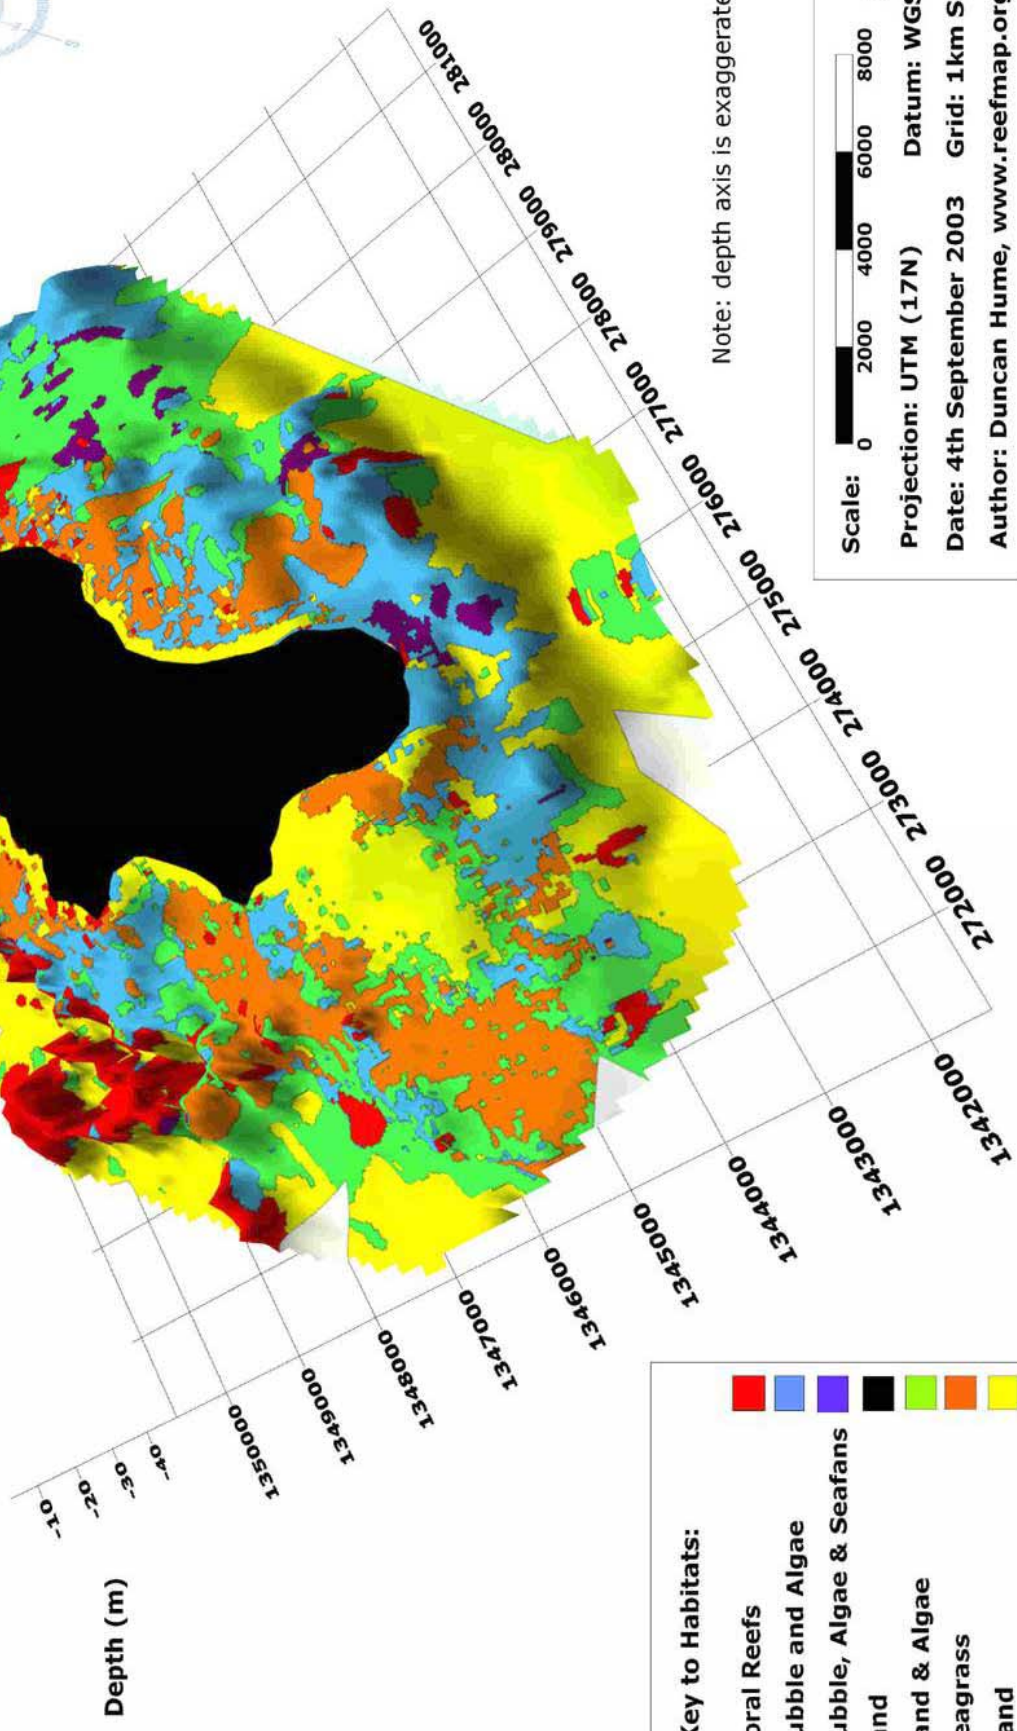 Depth (m)
-10
-20
-30
-40
1350000
1349000
1348000
1347000
1346000
1345000
1344000
1343000
1342000
272000
273000
274000
275000
276000
277000
278000
279000
280000
281000
S
Note: depth axis is exaggerate
Key to Habitats:
oral Reefs
ubble and Algae
ubble, Algae & Seafans
nd
and & Algae
eagrass
and
Scale:
0 2000 4000 6000 8000
Projection: UTM (17N) Datum: WGS
Date: 4th September 2003 Grid: 1km S
Author: Duncan Hume, www.reefmap.org